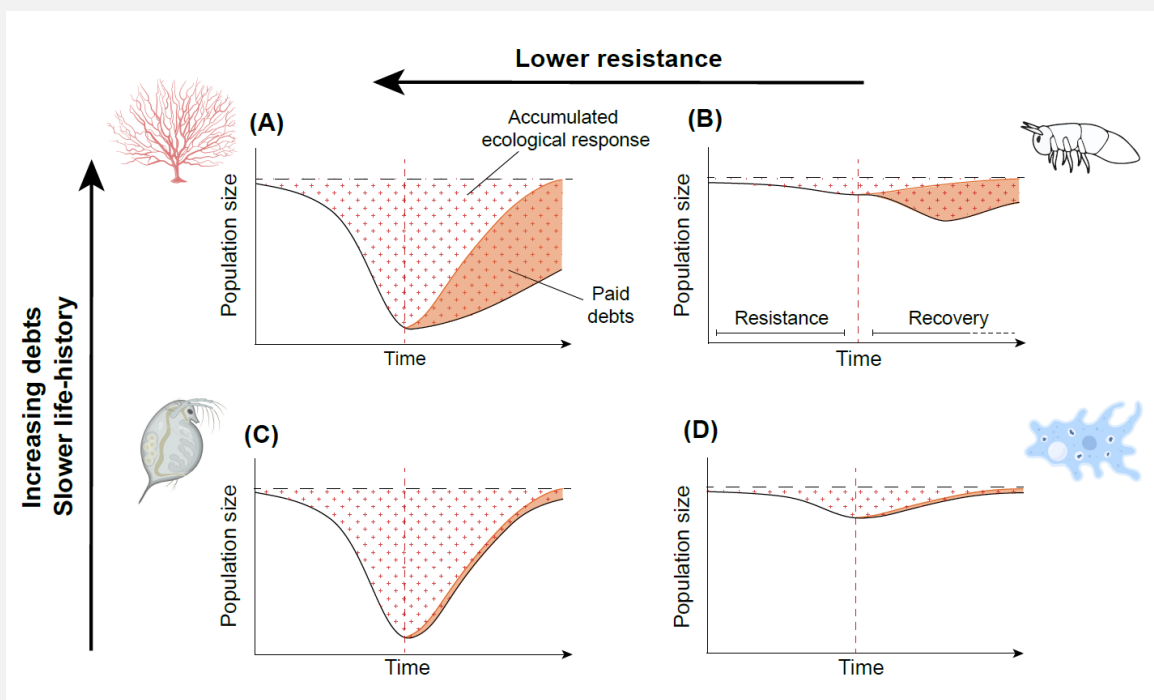 Lower resistance
(A)
Accumulated
ecological response
Population size
Paid
debts
Time
(B)
Population size
Resistance
Recovery
Time
Increasing debts
Slower life-history
(C)
Population size
Time
(D)
Population size
Time